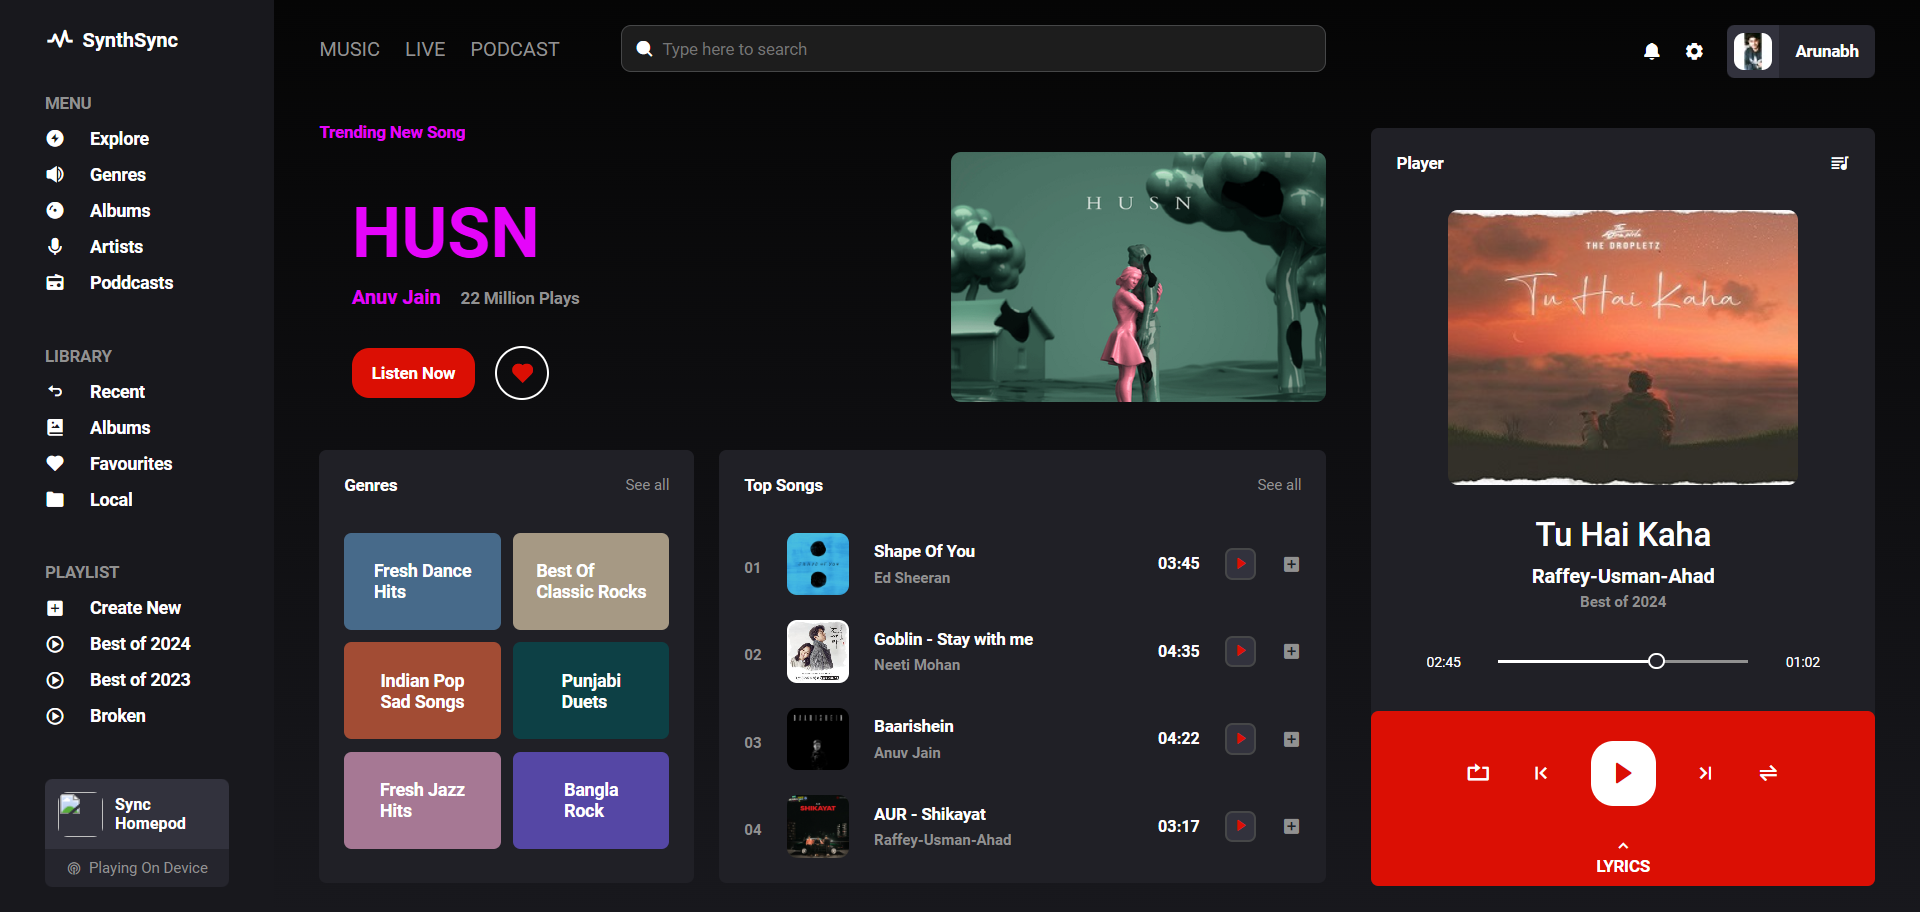 SynthSync
MENU
Explore
Genres
Albums
Artists
Poddcasts
LIBRARY
Recent
Albums
Favourites
Local
PLAYLIST
Create New
Best of 2024
Best of 2023
Broken
Sync
Homepod
Playing On Device
MUSIC LIVE PODCAST
Type here to search
Arunabh
Trending New Song
HUSN
Anuv Jain 22 Million Plays
Listen Now
HUSN
Genres See all
Fresh Dance
Hits
Best Of
Classic Rocks
Indian Pop
Sad Songs
Punjabi
Duets
Fresh Jazz
Hits
Bangla
Rock
Top Songs See all
01
Shape Of You
Ed Sheeran
03:45
02
Goblin - Stay with me
Neeti Mohan
04:35
03
BAARISHEIN
Baarishein
Anuv Jain
04:22
04
SHIKAYAT
AUR - Shikayat
Raffey-Usman-Ahad
03:17
Player
THE DROPLETZ
Tu Hai Kaha
Tu Hai Kaha
Raffey-Usman-Ahad
Best of 2024
02:45 01:02
LYRICS